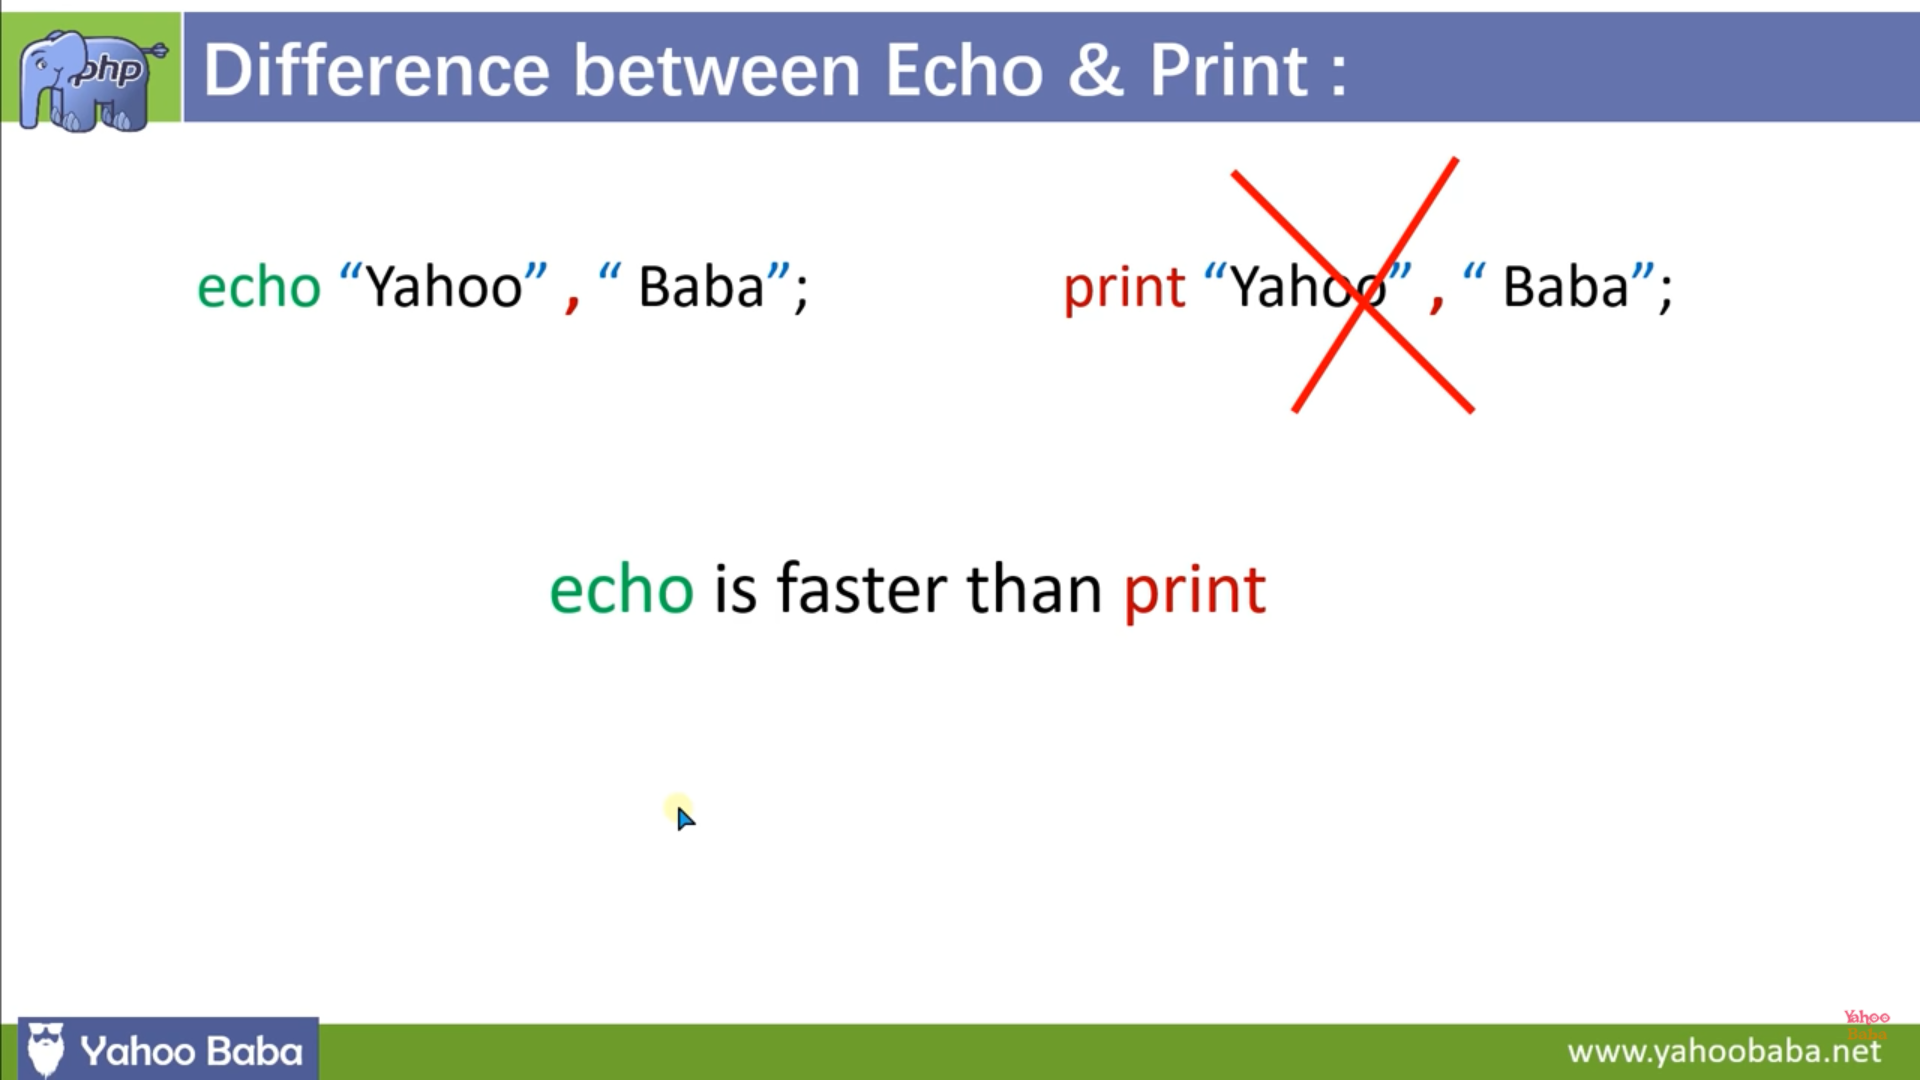 php
Difference between Echo & Print :
echo “Yahoo” , “ Baba”;
print “Yahoo” , “ Baba”;
echo is faster than print
Yahoo Baba
Yahoo
Baba
www.yahoobaba.net